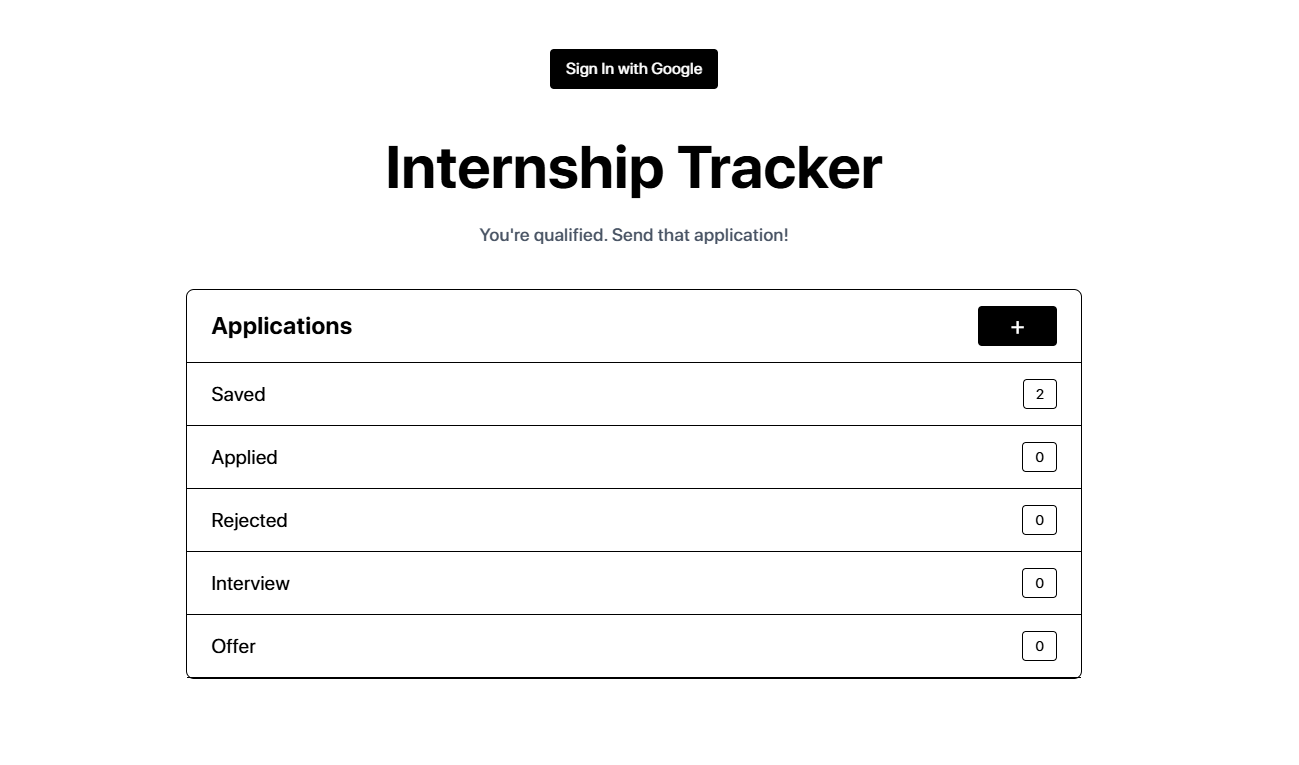 Sign In with Google
Internship Tracker
You're qualified. Send that application!
Applications +
Saved 2
Applied 0
Rejected 0
Interview 0
Offer 0